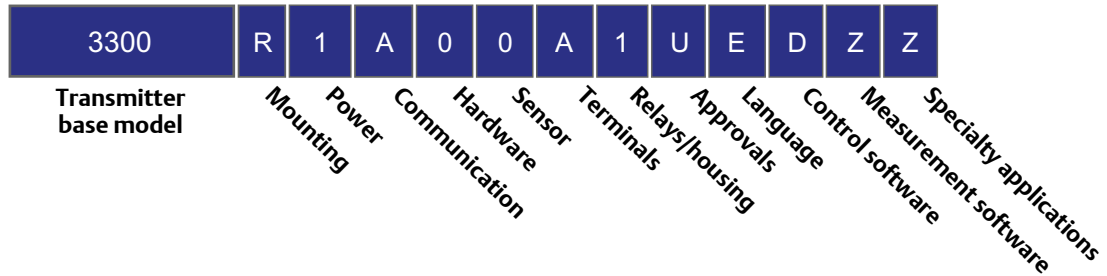 3300 R 1 A 0 0 A 1 U E D Z Z
Transmitter
base model
Mounting
Power
Communication
Hardware
Sensor
Terminals
Relays/housing
Approvals
Language
Control software
Measurement software
Specialty applications